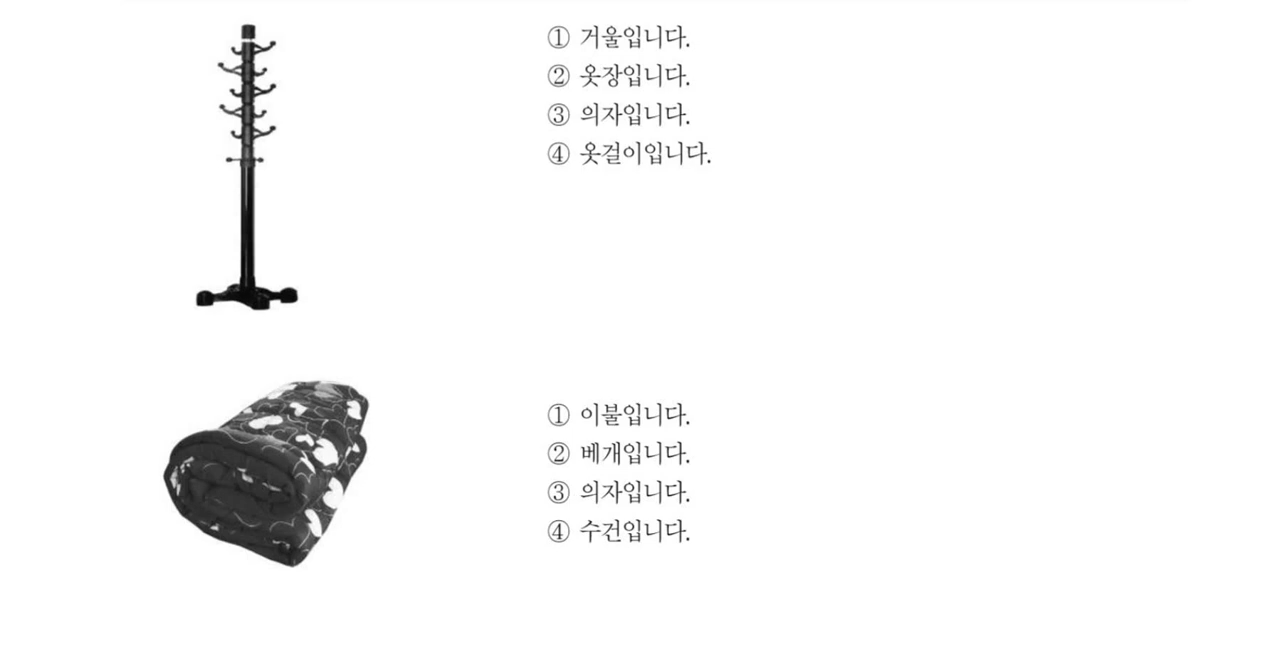 ① 거울입니다.
② 옷장입니다.
③ 의자입니다.
④ 옷걸이입니다.
① 이불입니다.
② 베개입니다.
③ 의자입니다.
④ 수건입니다.